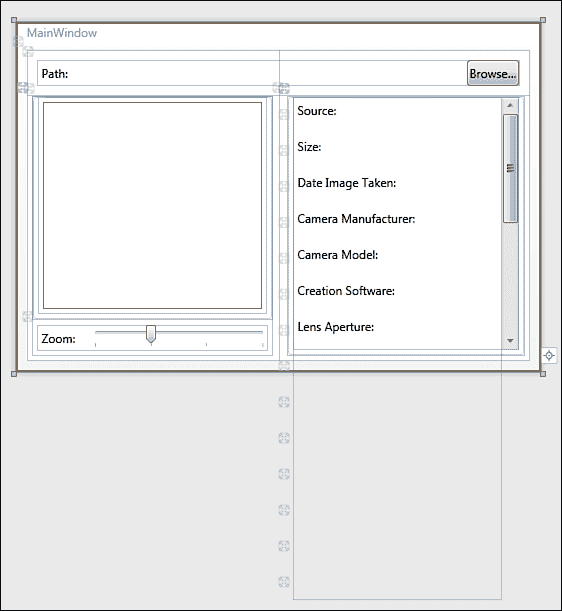 MainWindow
Path:
Browse...
Source:
Size:
Date Image Taken:
Camera Manufacturer:
Camera Model:
Creation Software:
Lens Aperture:
Zoom: